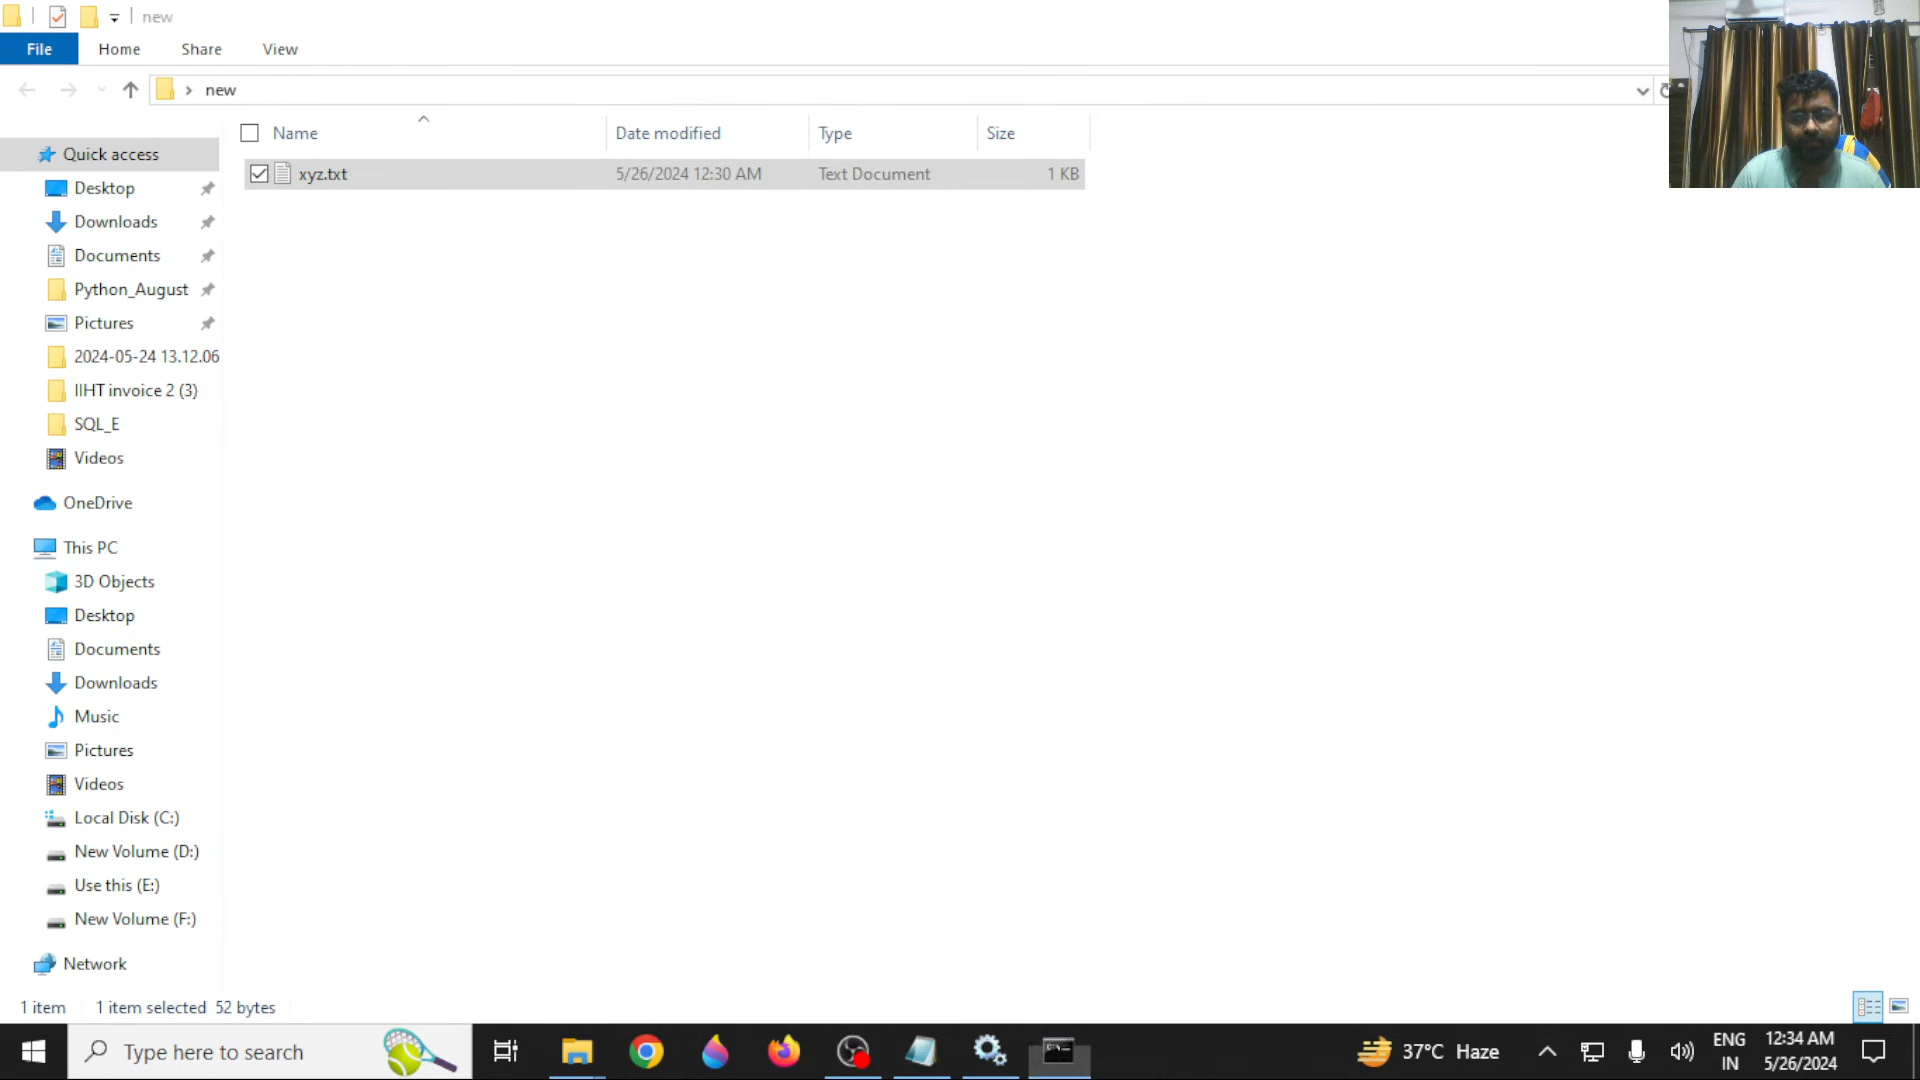 new
File Home Share View
new
Name Date modified Type Size
xyz.txt 5/26/2024 12:30 AM Text Document 1 KB
Quick access
Desktop
Downloads
Documents
Python_August
Pictures
2024-05-24 13.12.06
IIHT invoice 2 (3)
SQL_E
Videos
OneDrive
This PC
3D Objects
Desktop
Documents
Downloads
Music
Pictures
Videos
Local Disk (C:)
New Volume (D:)
Use this (E:)
New Volume (F:)
Network
1 item 1 item selected 52 bytes
Type here to search 37°C Haze ENG IN 12:34 AM 5/26/2024